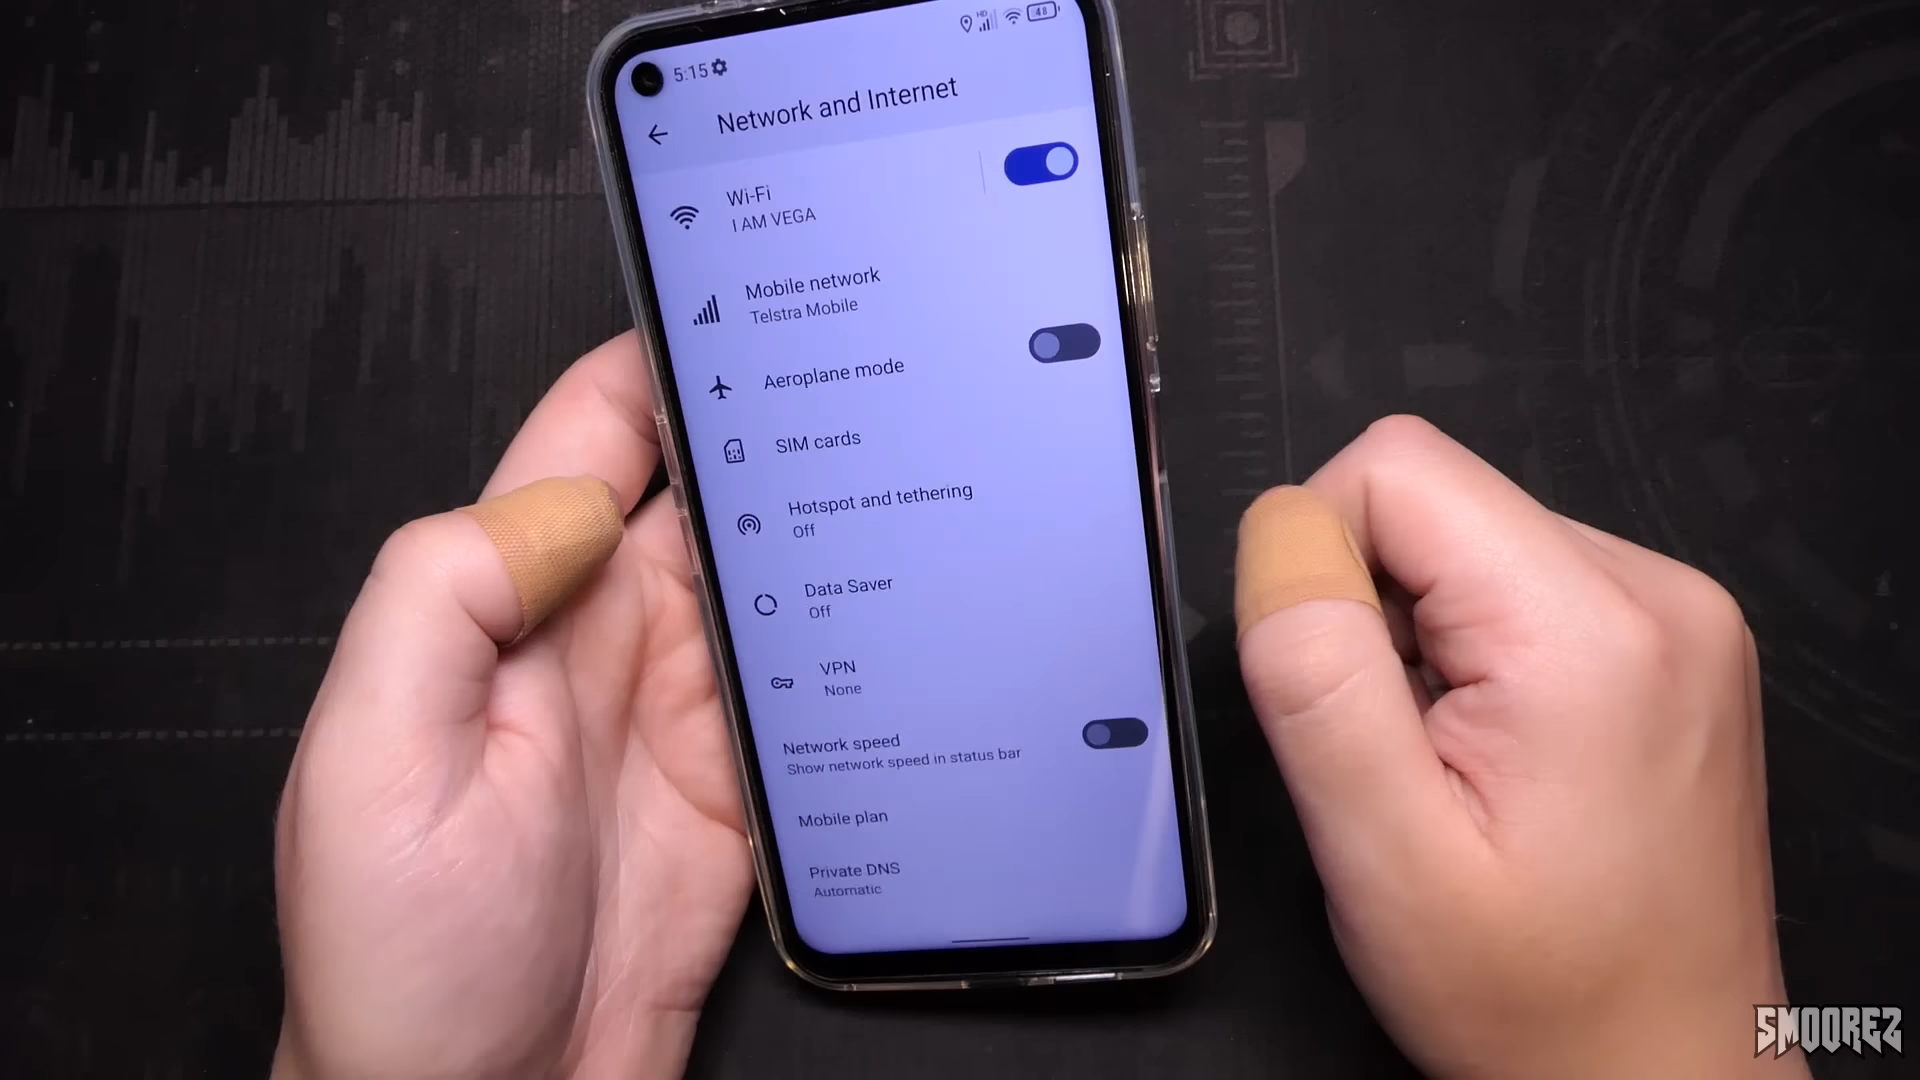 5:15
HD
48
Network and Internet
Wi-Fi
I AM VEGA
Mobile network
Telstra Mobile
Aeroplane mode
SIM cards
Hotspot and tethering
Off
Data Saver
Off
VPN
None
Network speed
Show network speed in status bar
Mobile plan
Private DNS
Automatic
SMOOREZ